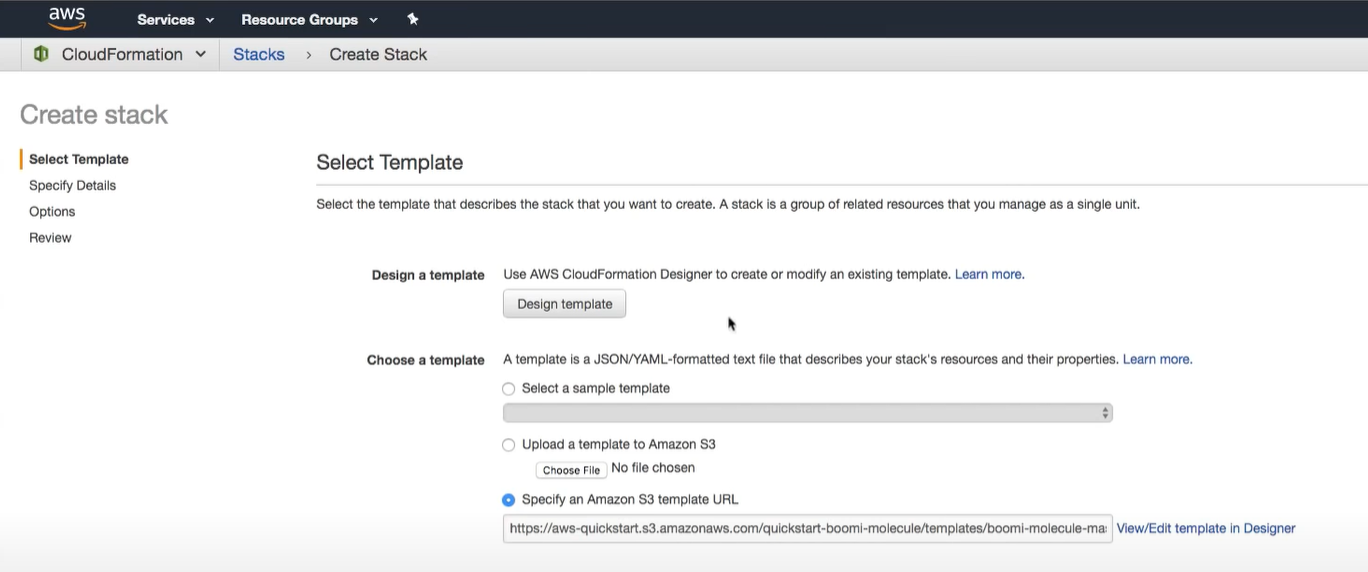 aws Services Resource Groups
CloudFormation Stacks › Create Stack
Create stack
Select Template
Specify Details
Options
Review
Select Template
Select the template that describes the stack that you want to create. A stack is a group of related resources that you manage as a single unit.
Design a template Use AWS CloudFormation Designer to create or modify an existing template. Learn more.
Design template
Choose a template A template is a JSON/YAML-formatted text file that describes your stack's resources and their properties. Learn more.
Select a sample template
Upload a template to Amazon S3
Choose File No file chosen
Specify an Amazon S3 template URL
https://aws-quickstart.s3.amazonaws.com/quickstart-boomi-molecule/templates/boomi-molecule-ma View/Edit template in Designer